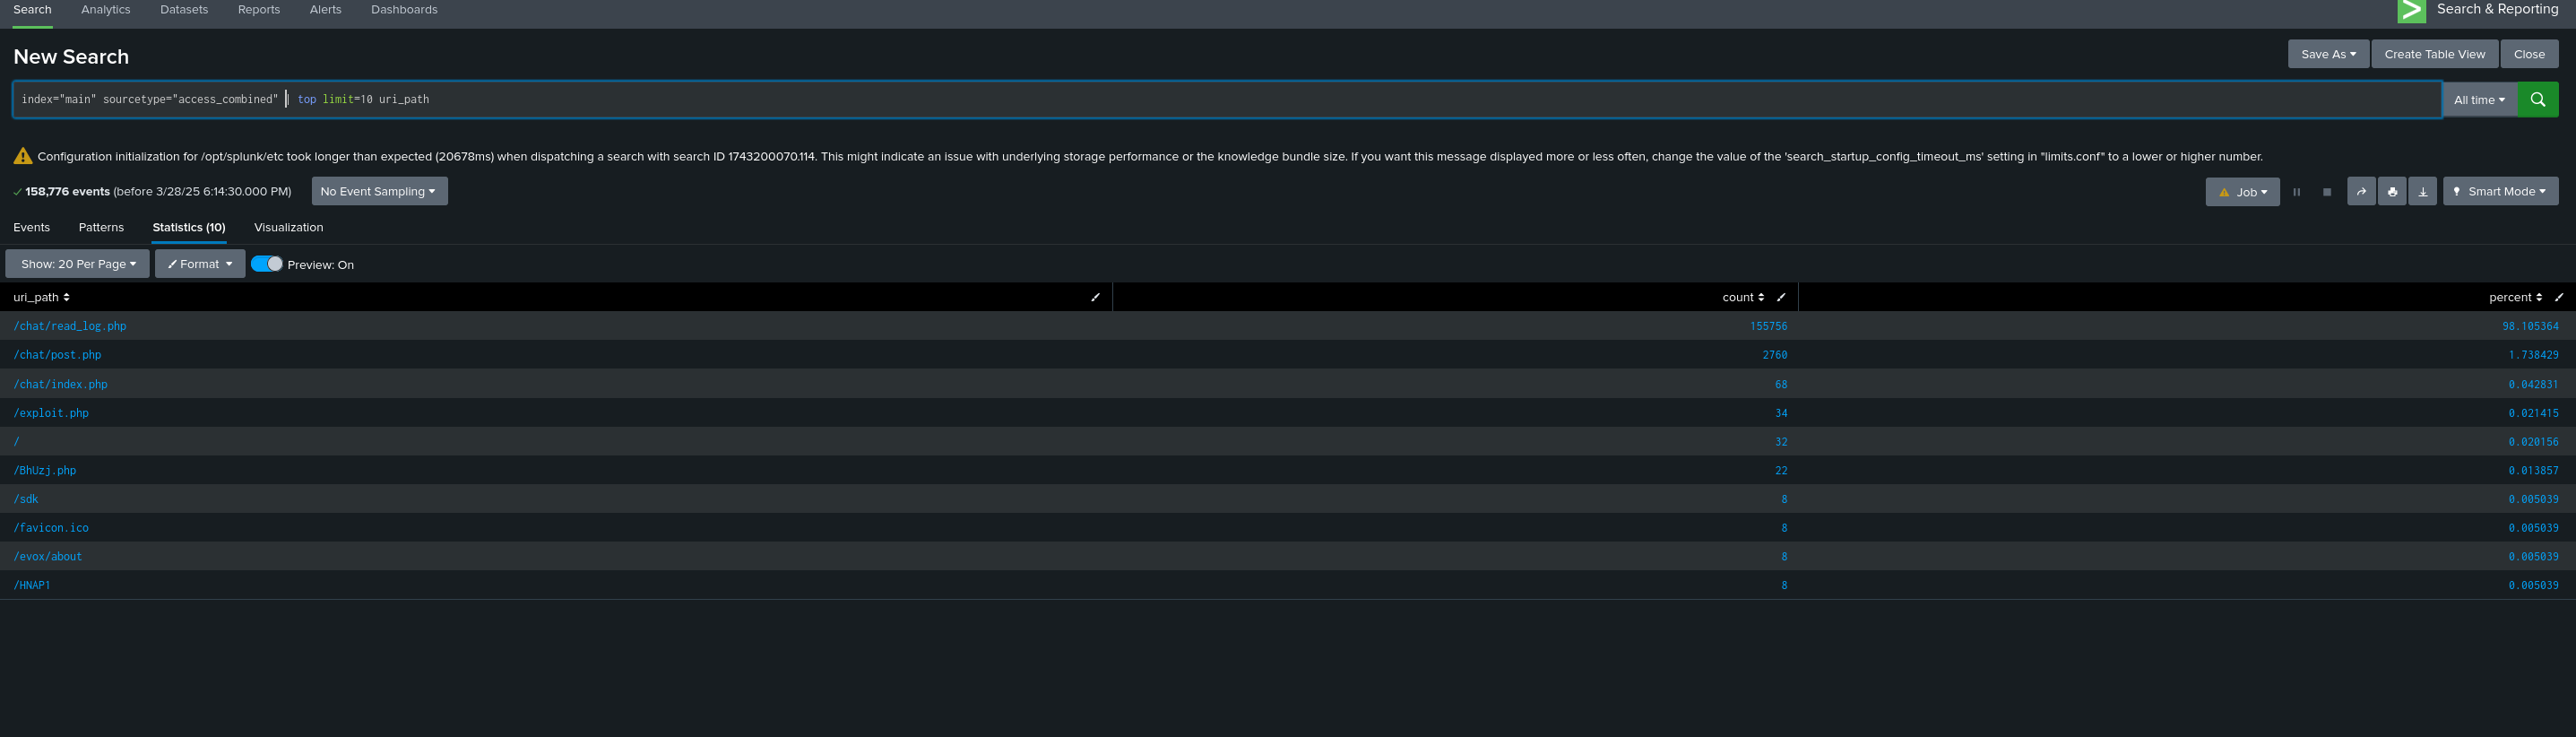 Search Analytics Datasets Reports Alerts Dashboards > Search & Reporting
New Search Save As Create Table View Close
index="main" sourcetype="access_combined" | top limit=10 uri_path All time
Configuration initialization for /opt/splunk/etc took longer than expected (20678ms) when dispatching a search with search ID 1743200070.114. This might indicate an issue with underlying storage performance or the knowledge bundle size. If you want this message displayed more or less often, change the value of the 'search_startup_config_timeout_ms' setting in "limits.conf" to a lower or higher number.
✓ 158,776 events (before 3/28/25 6:14:30.000 PM) No Event Sampling Job Smart Mode
Events Patterns Statistics (10) Visualization
Show: 20 Per Page Format Preview: On
uri_path count percent
/chat/read_log.php 155756 98.105364
/chat/post.php 2760 1.738429
/chat/index.php 68 0.042831
/exploit.php 34 0.021415
/ 32 0.020156
/BhUzj.php 22 0.013857
/sdk 8 0.005039
/favicon.ico 8 0.005039
/evox/about 8 0.005039
/HNAP1 8 0.005039